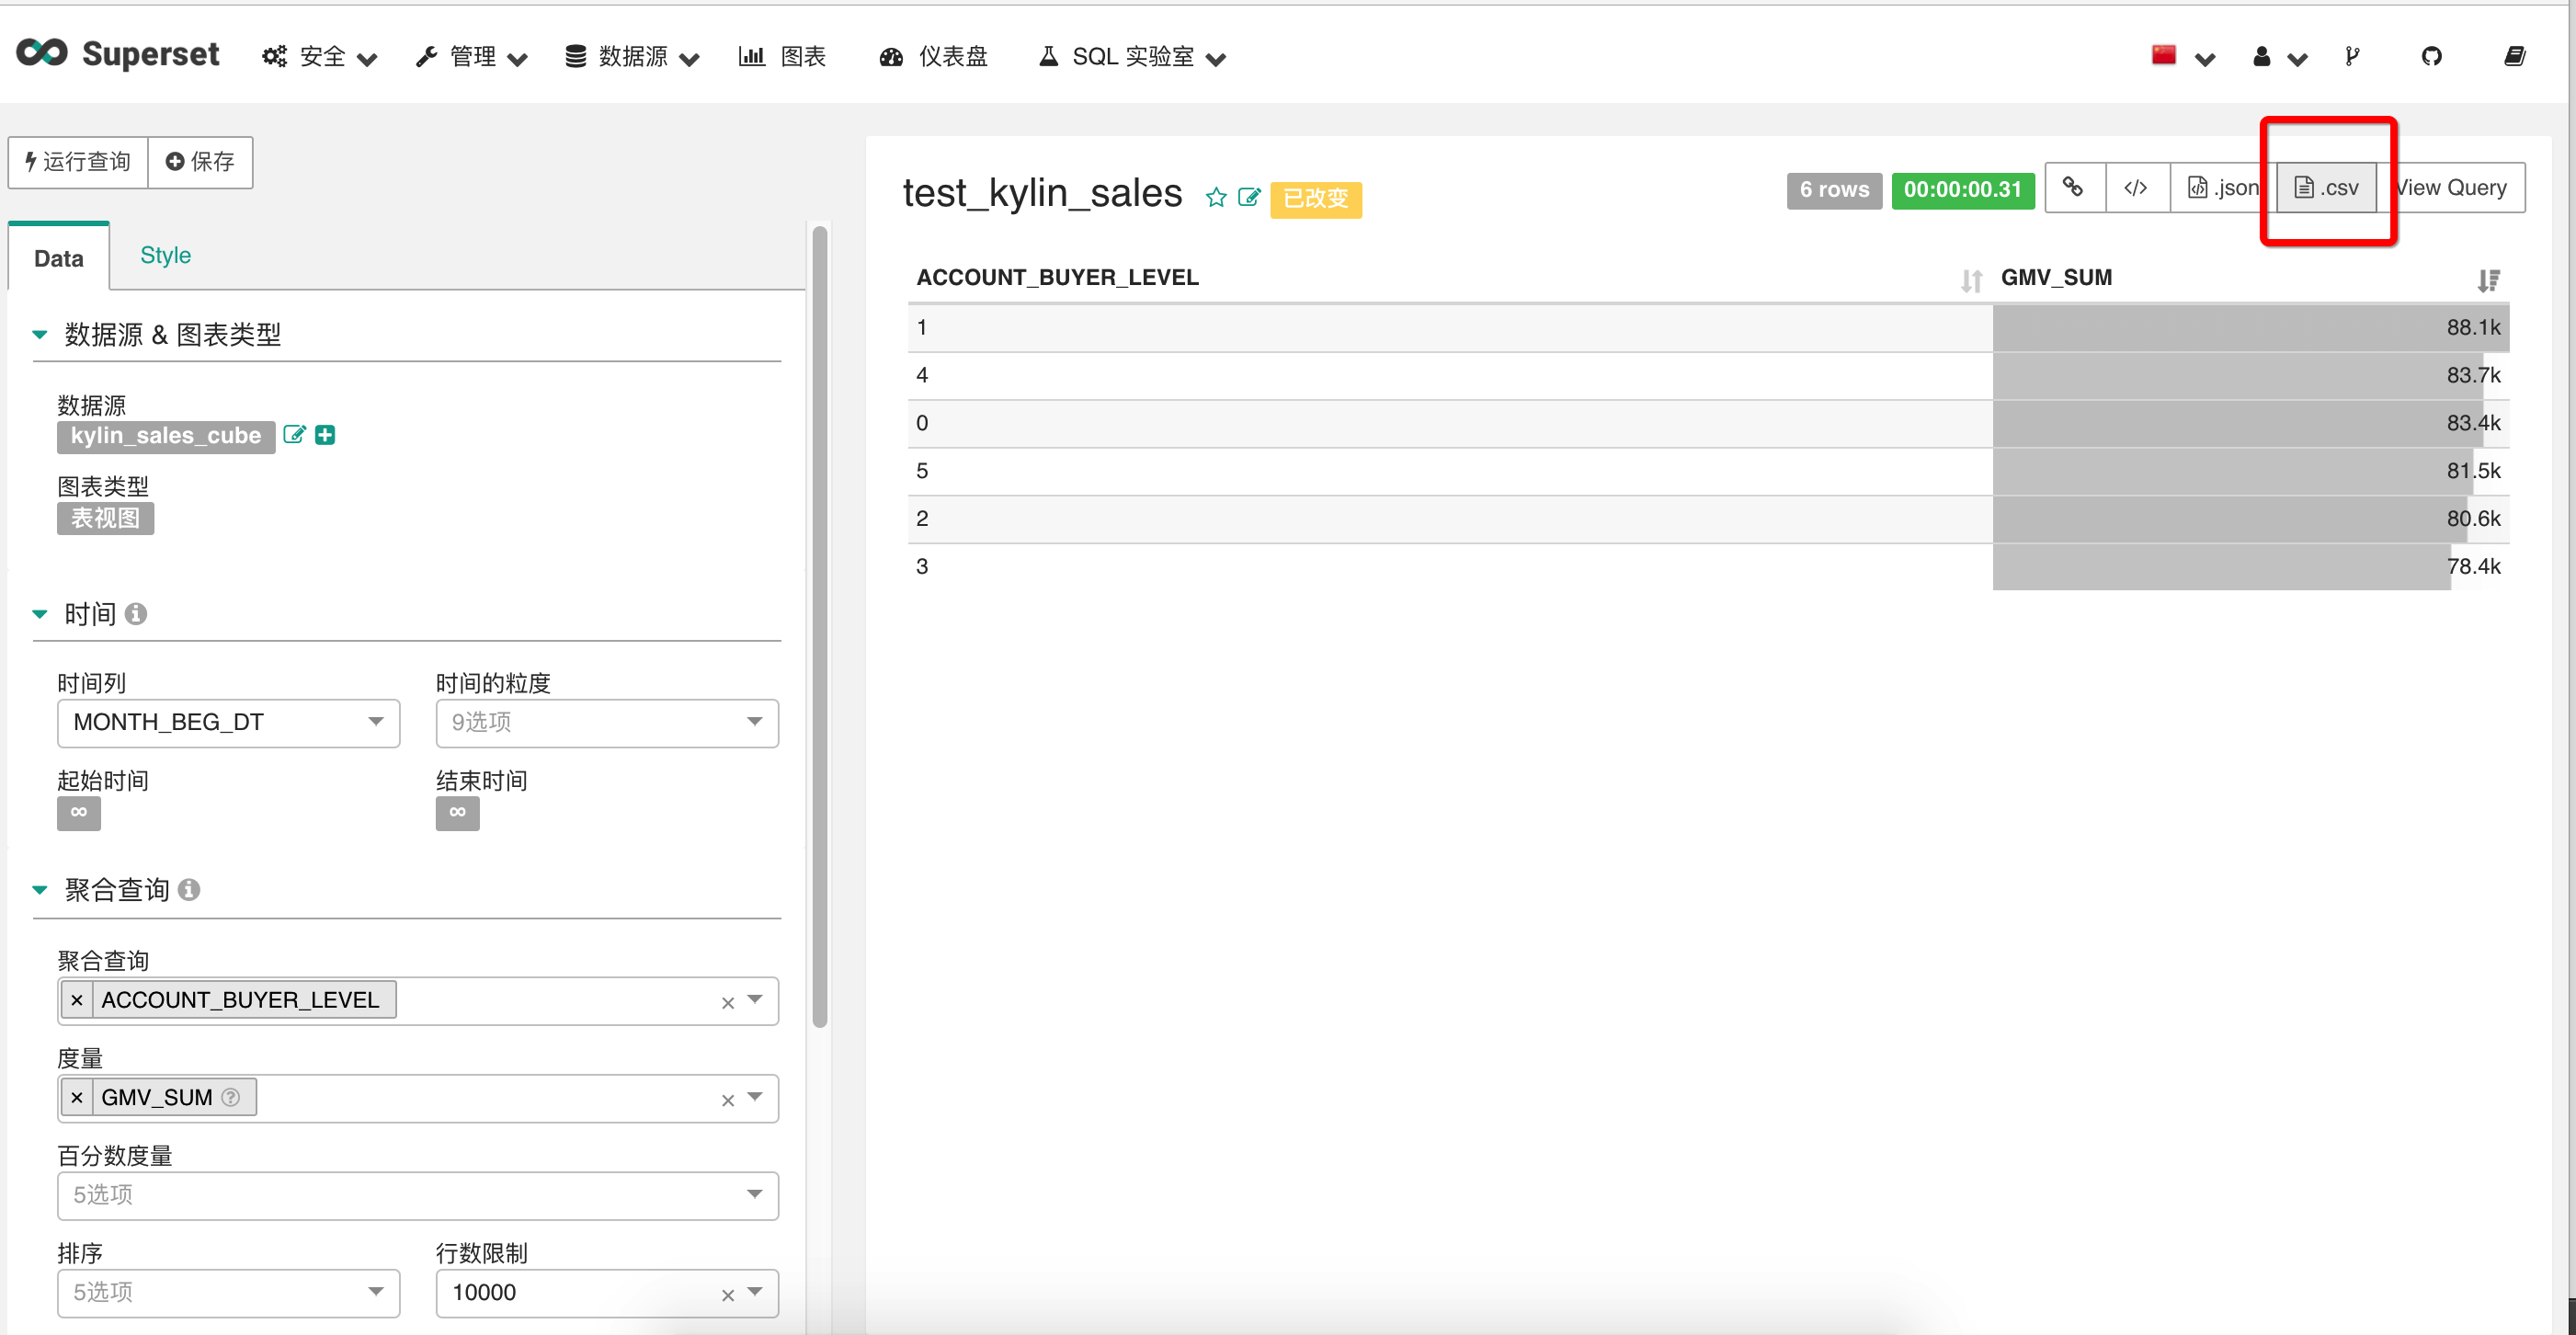 Superset 安全 管理 数据源 图表 仪表盘 SQL 实验室
运行查询 保存
Data Style
数据源 & 图表类型
数据源
kylin_sales_cube
图表类型
表视图
时间
时间列 时间的粒度
MONTH_BEG_DT 9选项
起始时间 结束时间
∞ ∞
聚合查询
聚合查询
× ACCOUNT_BUYER_LEVEL ×
度量
× GMV_SUM ? ×
百分数度量
5选项
排序 行数限制
5选项 10000 ×
test_kylin_sales 已改变 6 rows 00:00:00.31 </> .json .csv View Query
ACCOUNT_BUYER_LEVEL GMV_SUM
1 88.1k
4 83.7k
0 83.4k
5 81.5k
2 80.6k
3 78.4k